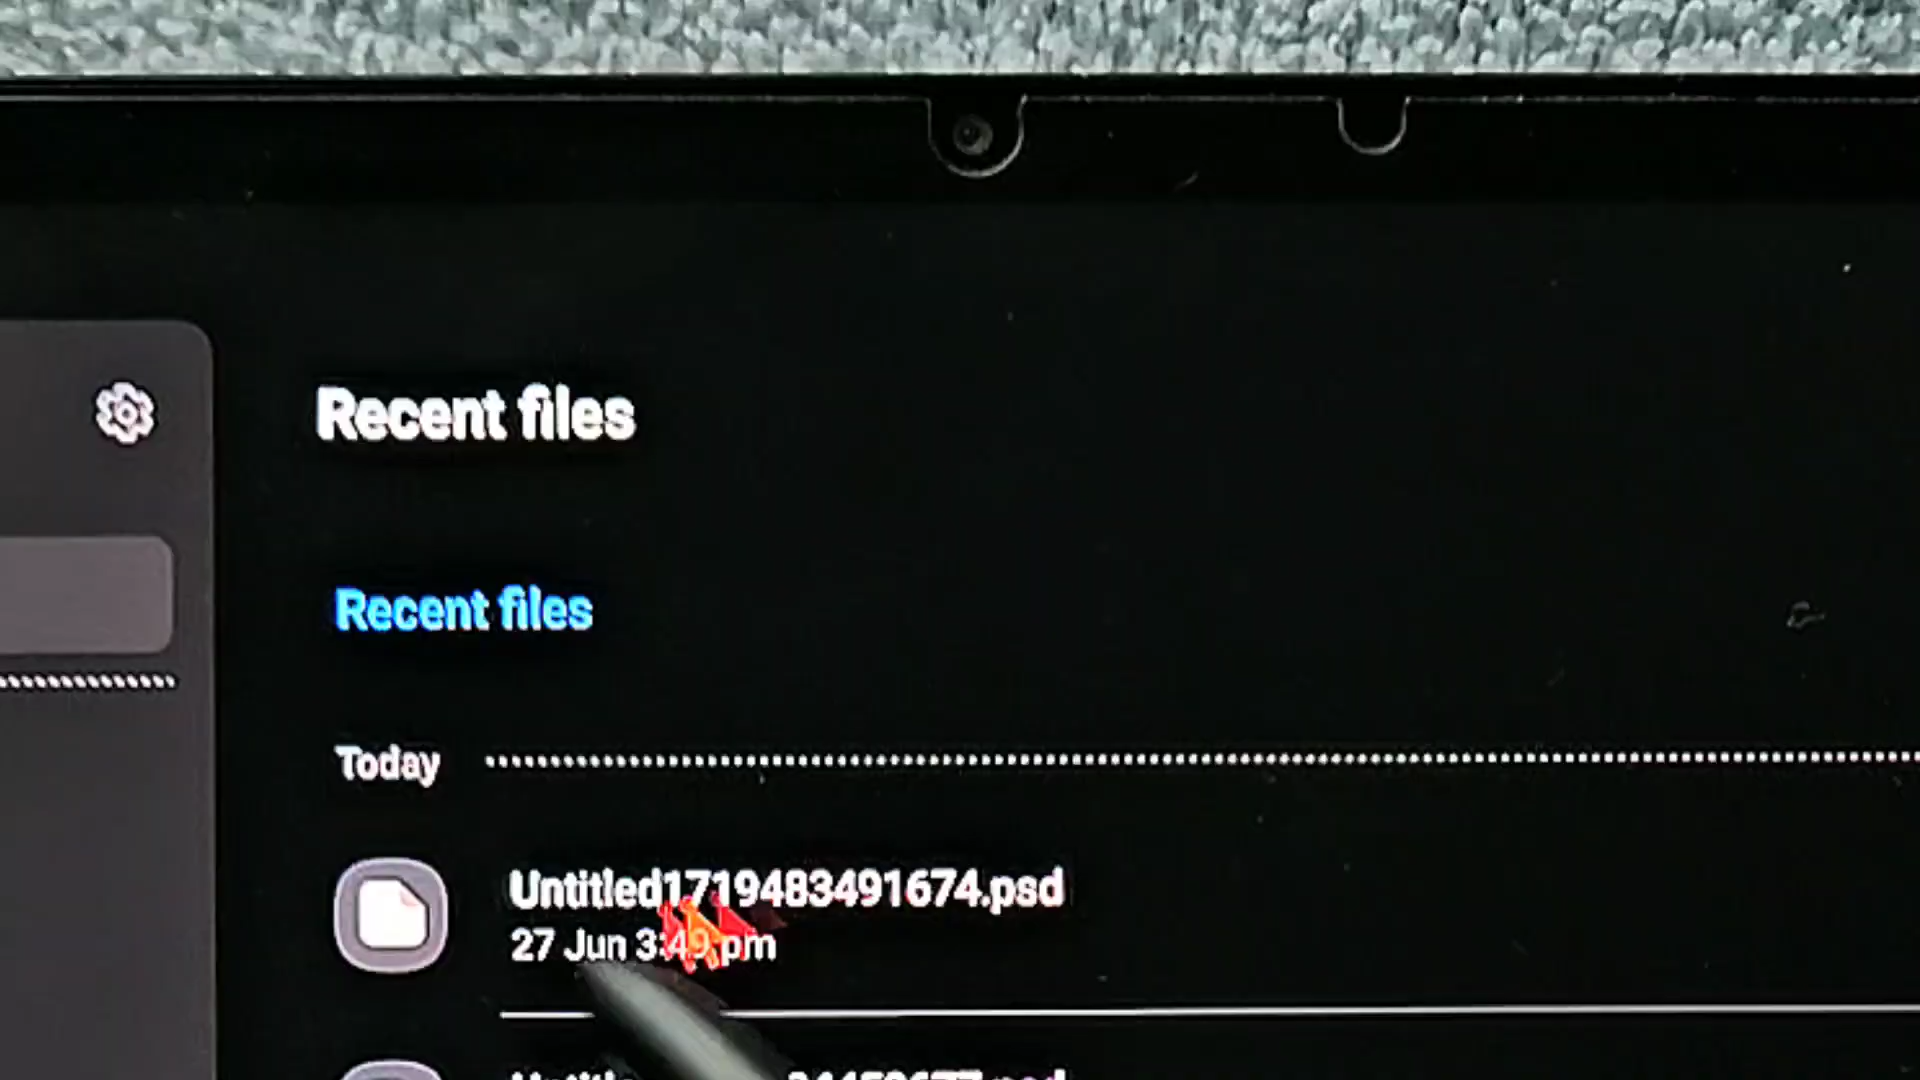 Recent files
Recent files
Today
Untitled1719483491674.psd
27 Jun 3:49 pm